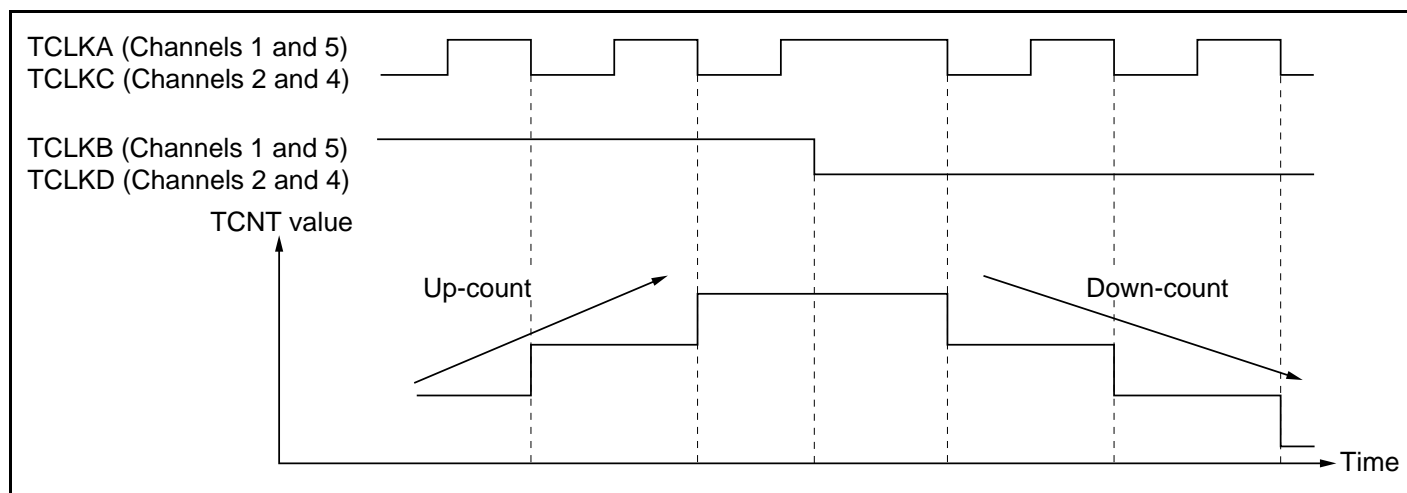 TCLKA (Channels 1 and 5)
TCLKC (Channels 2 and 4)
TCLKB (Channels 1 and 5)
TCLKD (Channels 2 and 4)
TCNT value
Up-count
Down-count
Time